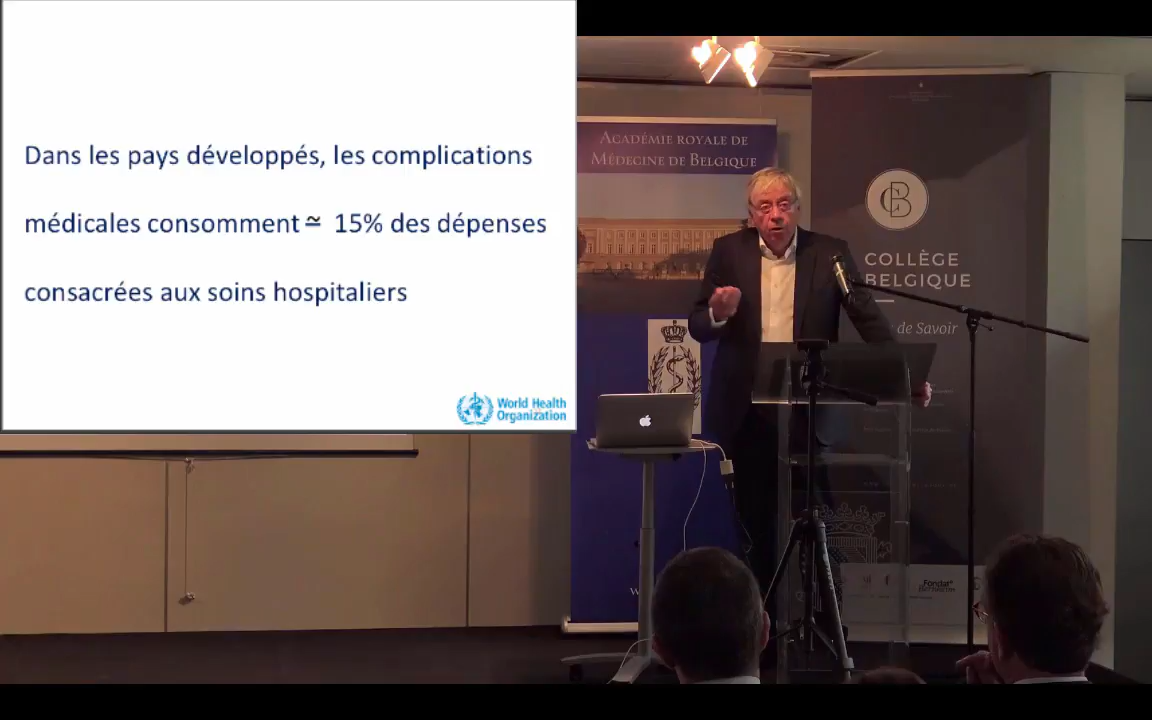 Dans les pays développés, les complications
médicales consomment ≃ 15% des dépenses
consacrées aux soins hospitaliers
World Health
Organization
ACADÉMIE ROYALE DE
MÉDECINE DE BELGIQUE
CB
COLLÈGE
BELGIQUE
de Savoir